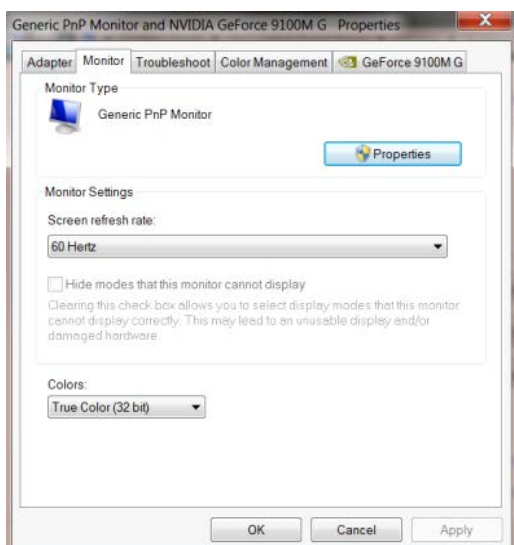 Generic PnP Monitor and NVIDIA GeForce 9100M G Properties
Adapter Monitor Troubleshoot Color Management GeForce 9100M G
Monitor Type
Generic PnP Monitor
Properties
Monitor Settings
Screen refresh rate:
60 Hertz
Hide modes that this monitor cannot display
Clearing this check box allows you to select display modes that this monitor
cannot display correctly. This may lead to an unusable display and/or
damaged hardware.
Colors:
True Color (32 bit)
OK Cancel Apply